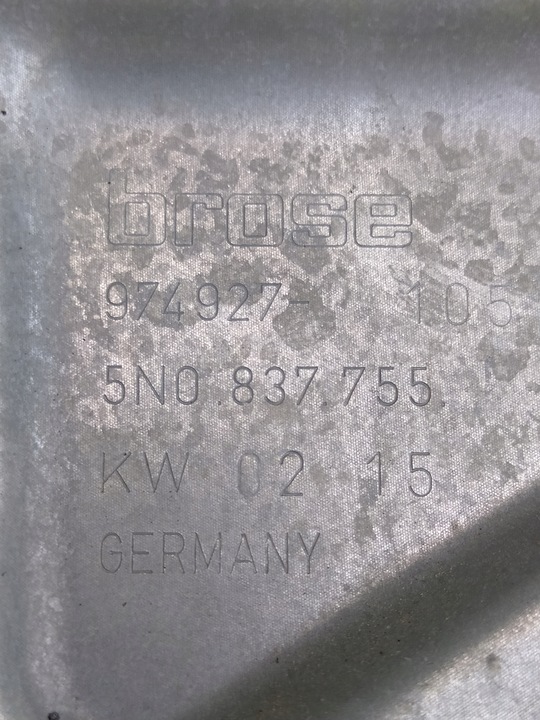 brose
974927- 105
5N0.837.755.
KW 02 15
GERMANY